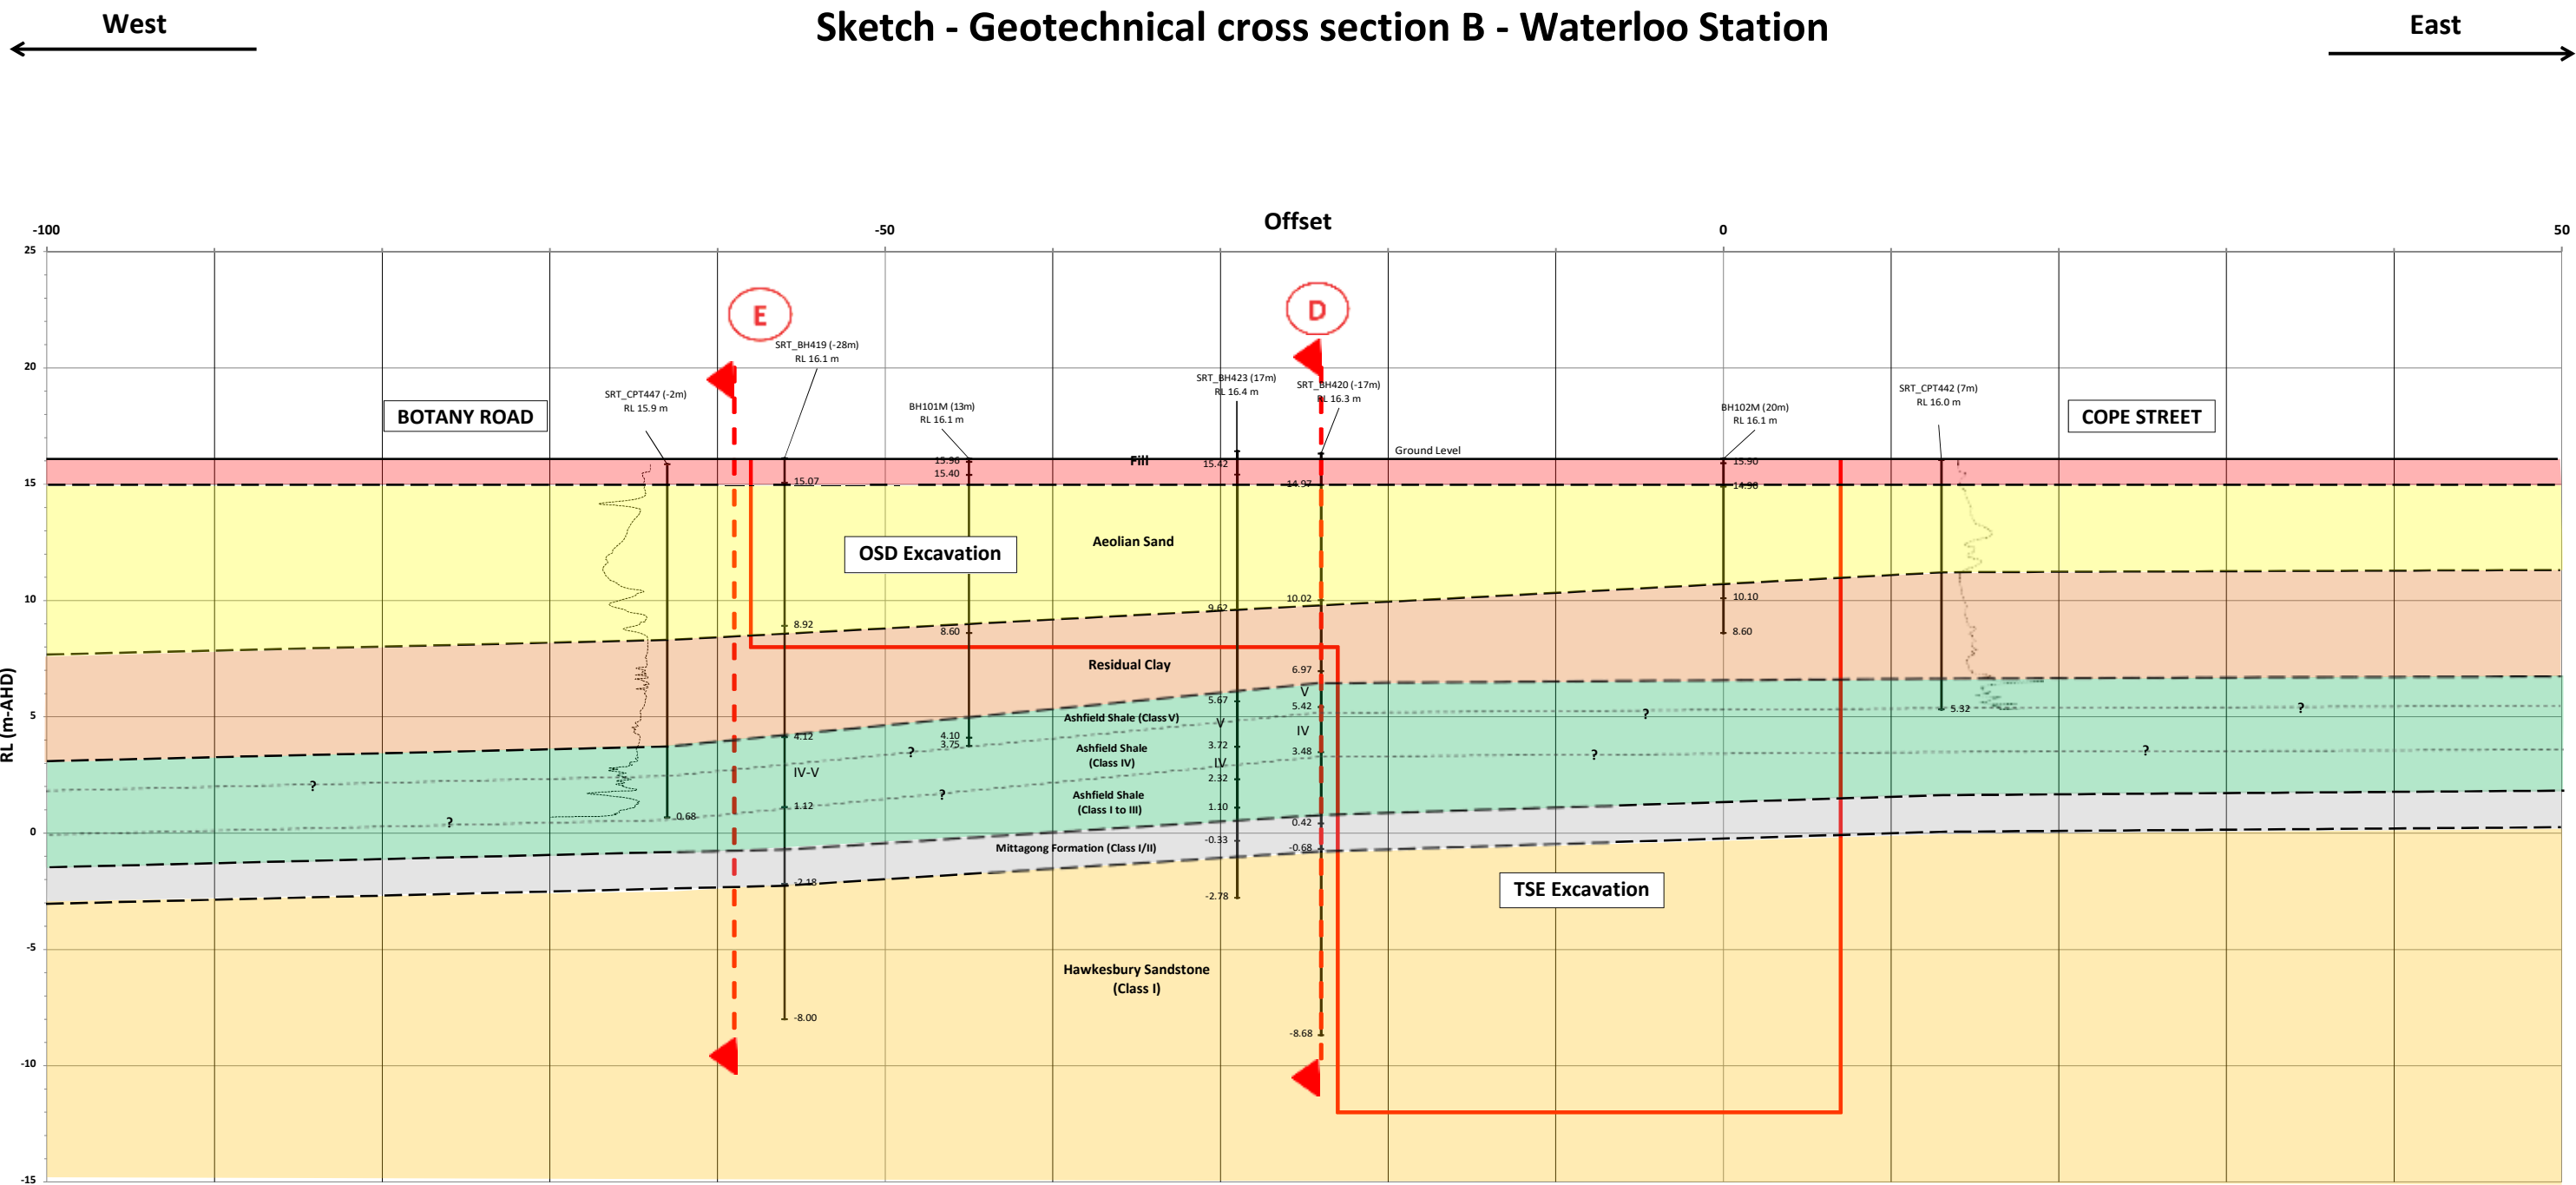 West
Sketch - Geotechnical cross section B - Waterloo Station
East
Offset
-100
-50
0
50
25
20
15
10
5
0
-5
-10
-15
RL (m-AHD)
E
D
SRT_BH419 (-28m)
RL 16.1 m
SRT_CPT447 (-2m)
RL 15.9 m
BH101M (13m)
RL 16.1 m
SRT_BH423 (17m)
RL 16.4 m
SRT_BH420 (-17m)
RL 16.3 m
BH102M (20m)
RL 16.1 m
SRT_CPT442 (7m)
RL 16.0 m
BOTANY ROAD
COPE STREET
Ground Level
Fill
15.96
15.40
15.42
15.90
15.07
14.97
14.98
Aeolian Sand
OSD Excavation
10.02
9.62
10.10
8.92
8.60
8.60
Residual Clay
6.97
V
5.67
5.42
Ashfield Shale (Class V)
V
IV
?
?
5.32
4.12
4.10
3.75
3.72
3.48
?
Ashfield Shale
(Class IV)
IV
?
?
IV-V
2.32
?
?
Ashfield Shale
(Class I to III)
1.12
1.10
0.68
?
0.42
-0.33
-0.68
Mittagong Formation (Class I/II)
-2.18
-2.78
TSE Excavation
Hawkesbury Sandstone
(Class I)
-8.00
-8.68